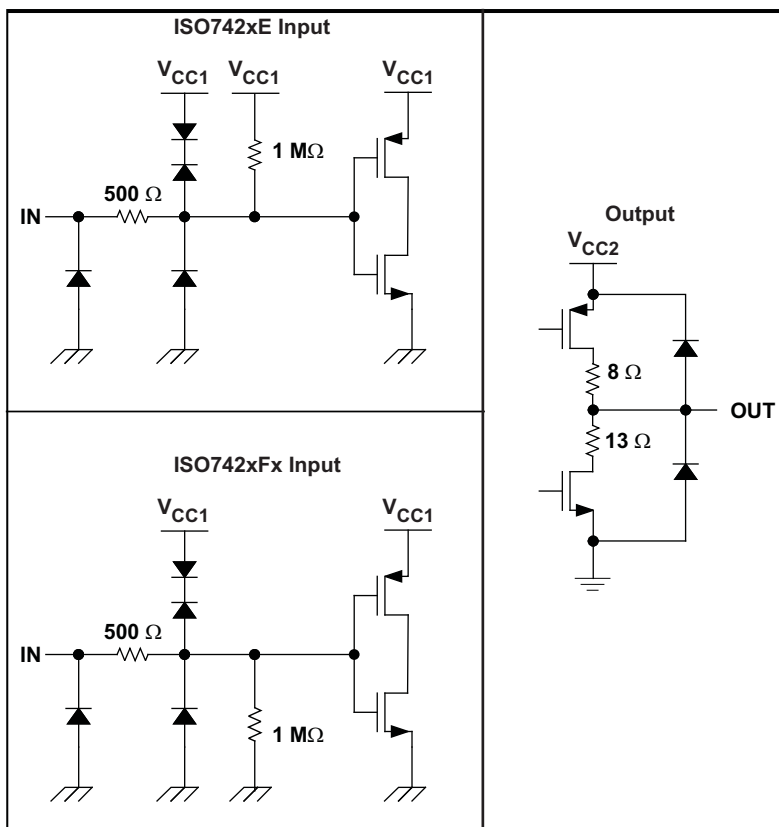 ISO742xE Input
VCC1 VCC1 VCC1
1 MΩ
500 Ω
IN
ISO742xFx Input
VCC1 VCC1
500 Ω
IN
1 MΩ
Output
VCC2
8 Ω
OUT
13 Ω